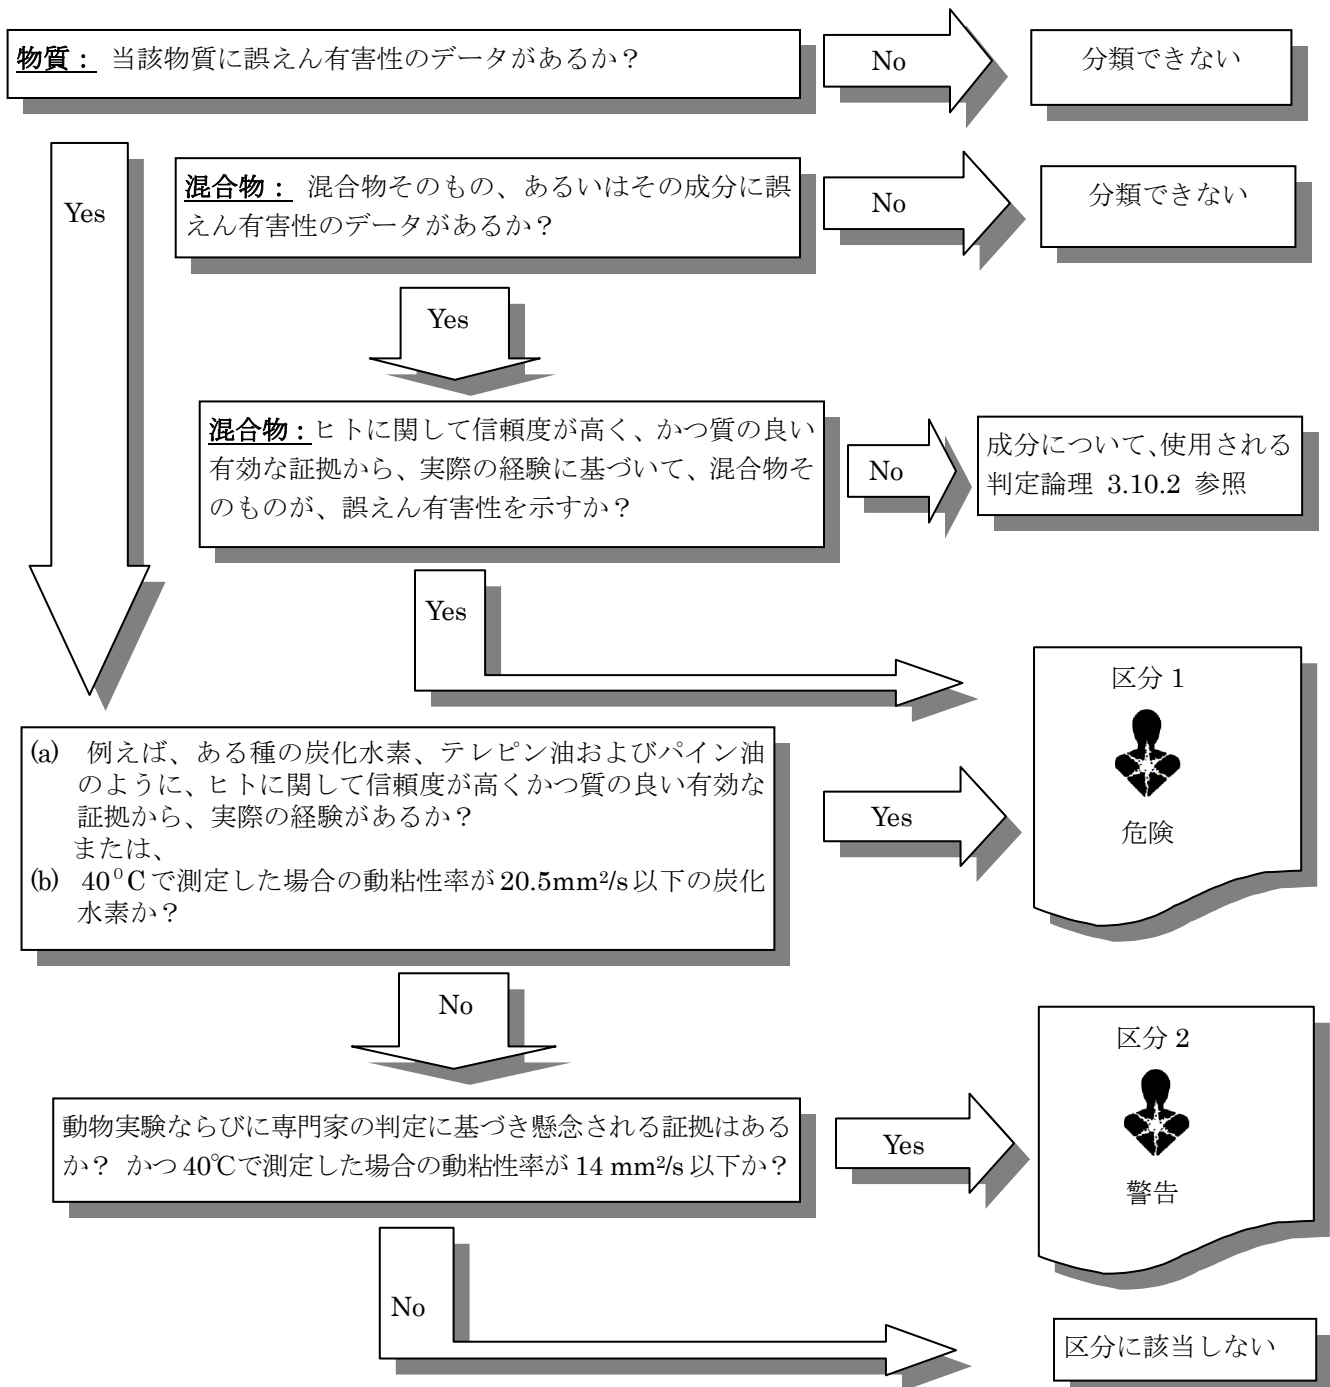 物質： 当該物質に誤えん有害性のデータがあるか？
No
分類できない
Yes
混合物： 混合物そのもの、あるいはその成分に誤
えん有害性のデータがあるか？
No
分類できない
Yes
混合物：ヒトに関して信頼度が高く、かつ質の良い
有効な証拠から、実際の経験に基づいて、混合物そ
のものが、誤えん有害性を示すか？
No
成分について、使用される
判定論理 3.10.2 参照
Yes
区分 1
危険
(a) 例えば、ある種の炭化水素、テレピン油およびパイン油
のように、ヒトに関して信頼度が高くかつ質の良い有効な
証拠から、実際の経験があるか？
または、
(b) 40⁰Cで測定した場合の動粘性率が 20.5mm²/s 以下の炭化
水素か？
Yes
No
区分 2
警告
動物実験ならびに専門家の判定に基づき懸念される証拠はある
か？ かつ 40℃で測定した場合の動粘性率が 14 mm²/s 以下か？
Yes
No
区分に該当しない